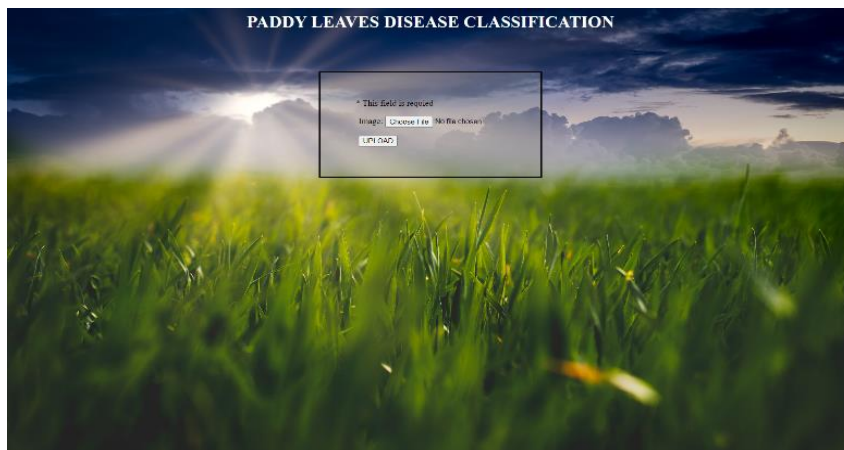 PADDY LEAVES DISEASE CLASSIFICATION
* This field is required
Image: Choose File No file chosen
UPLOAD